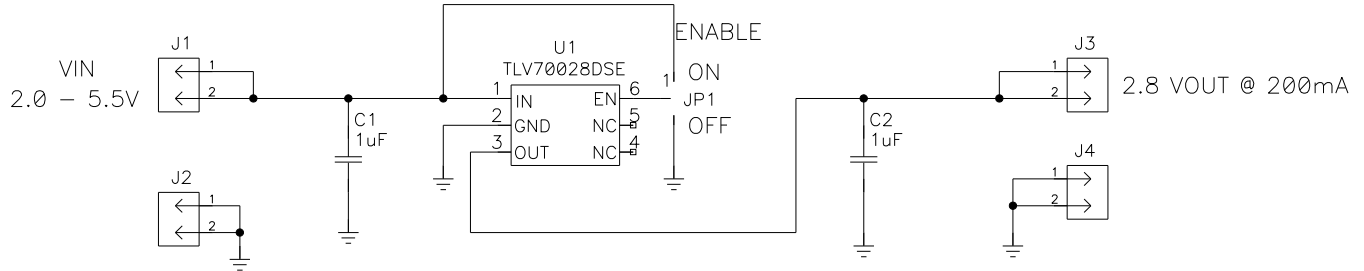 ENABLE
J1
U1
J3
VIN
TLV70028DSE
1
ON
1
1
2.0 - 5.5V
2
1
IN
EN
6
JP1
2
2.8 VOUT @ 200mA
C1
1uF
2
GND
NC
5
OFF
C2
1uF
3
OUT
NC
4
J2
J4
1
1
2
2